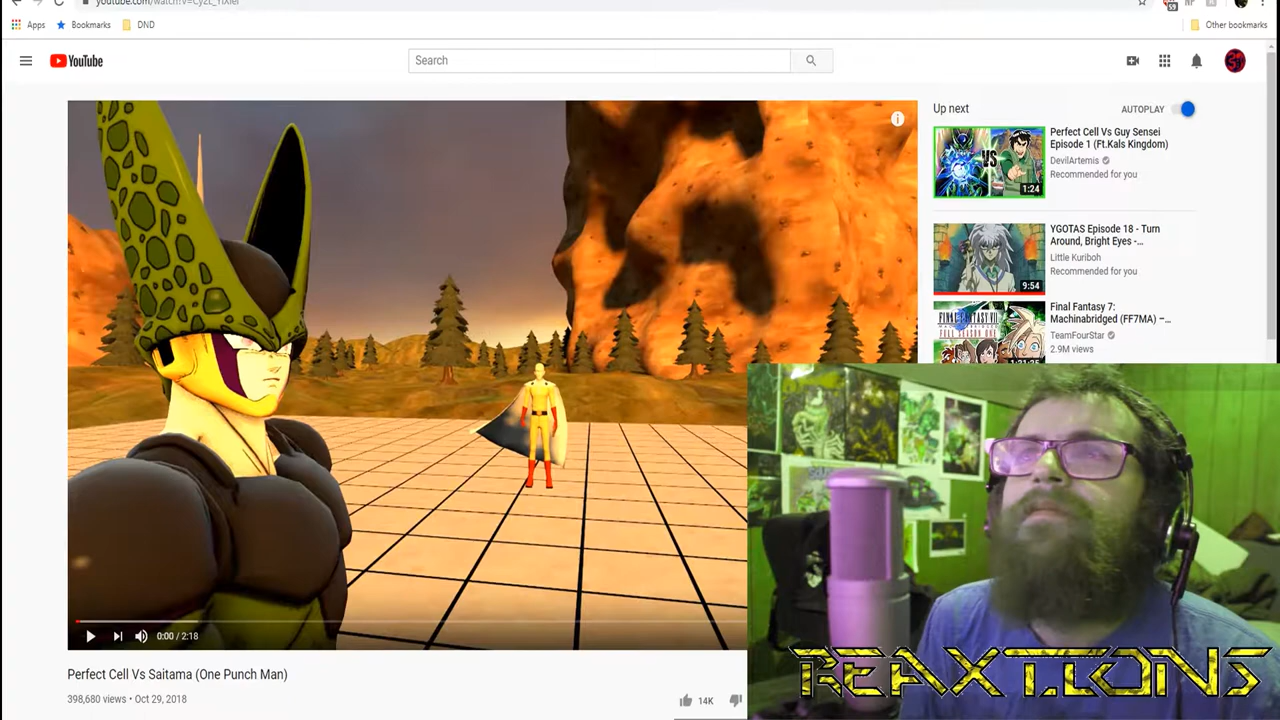 Apps
Bookmarks
DND
Other bookmarks
59
YouTube
Search
Up next
AUTOPLAY
Perfect Cell Vs Guy Sensei
Episode 1 (Ft.Kals Kingdom)
DevilArtemis
Recommended for you
VS
1:24
YGOTAS Episode 18 - Turn
Around, Bright Eyes -...
Little Kuriboh
Recommended for you
9:54
Final Fantasy 7:
Machinabridged (FF7MA) –...
TeamFourStar
2.9M views
0:00 / 2:18
Perfect Cell Vs Saitama (One Punch Man)
398,680 views • Oct 29, 2018
14K
REAXTIONS